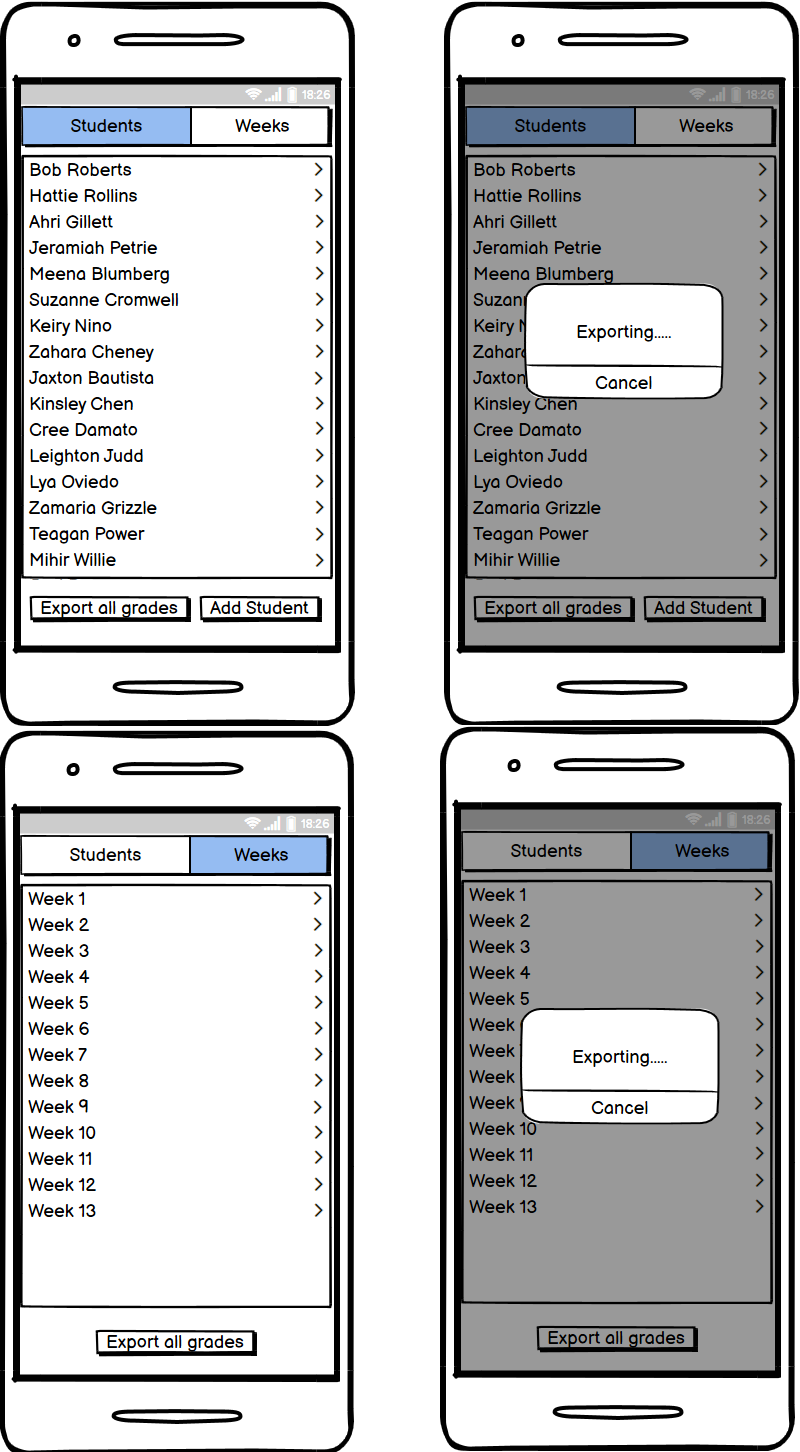 18:26
Students Weeks
Bob Roberts
Hattie Rollins
Ahri Gillett
Jeramiah Petrie
Meena Blumberg
Suzanne Cromwell
Keiry Nino
Zahara Cheney
Jaxton Bautista
Kinsley Chen
Cree Damato
Leighton Judd
Lya Oviedo
Zamaria Grizzle
Teagan Power
Mihir Willie
Export all grades Add Student
18:26
Students Weeks
Bob Roberts
Hattie Rollins
Ahri Gillett
Jeramiah Petrie
Meena Blumberg
Suzan
Keiry
Zahar
Jaxton
Exporting.....
Cancel
Kinsley Chen
Cree Damato
Leighton Judd
Lya Oviedo
Zamaria Grizzle
Teagan Power
Mihir Willie
Export all grades Add Student
18:26
Students Weeks
Week 1
Week 2
Week 3
Week 4
Week 5
Week 6
Week 7
Week 8
Week 9
Week 10
Week 11
Week 12
Week 13
Export all grades
18:26
Students Weeks
Week 1
Week 2
Week 3
Week 4
Week 5
Week
Week
Week
Week
Exporting.....
Cancel
Week 10
Week 11
Week 12
Week 13
Export all grades